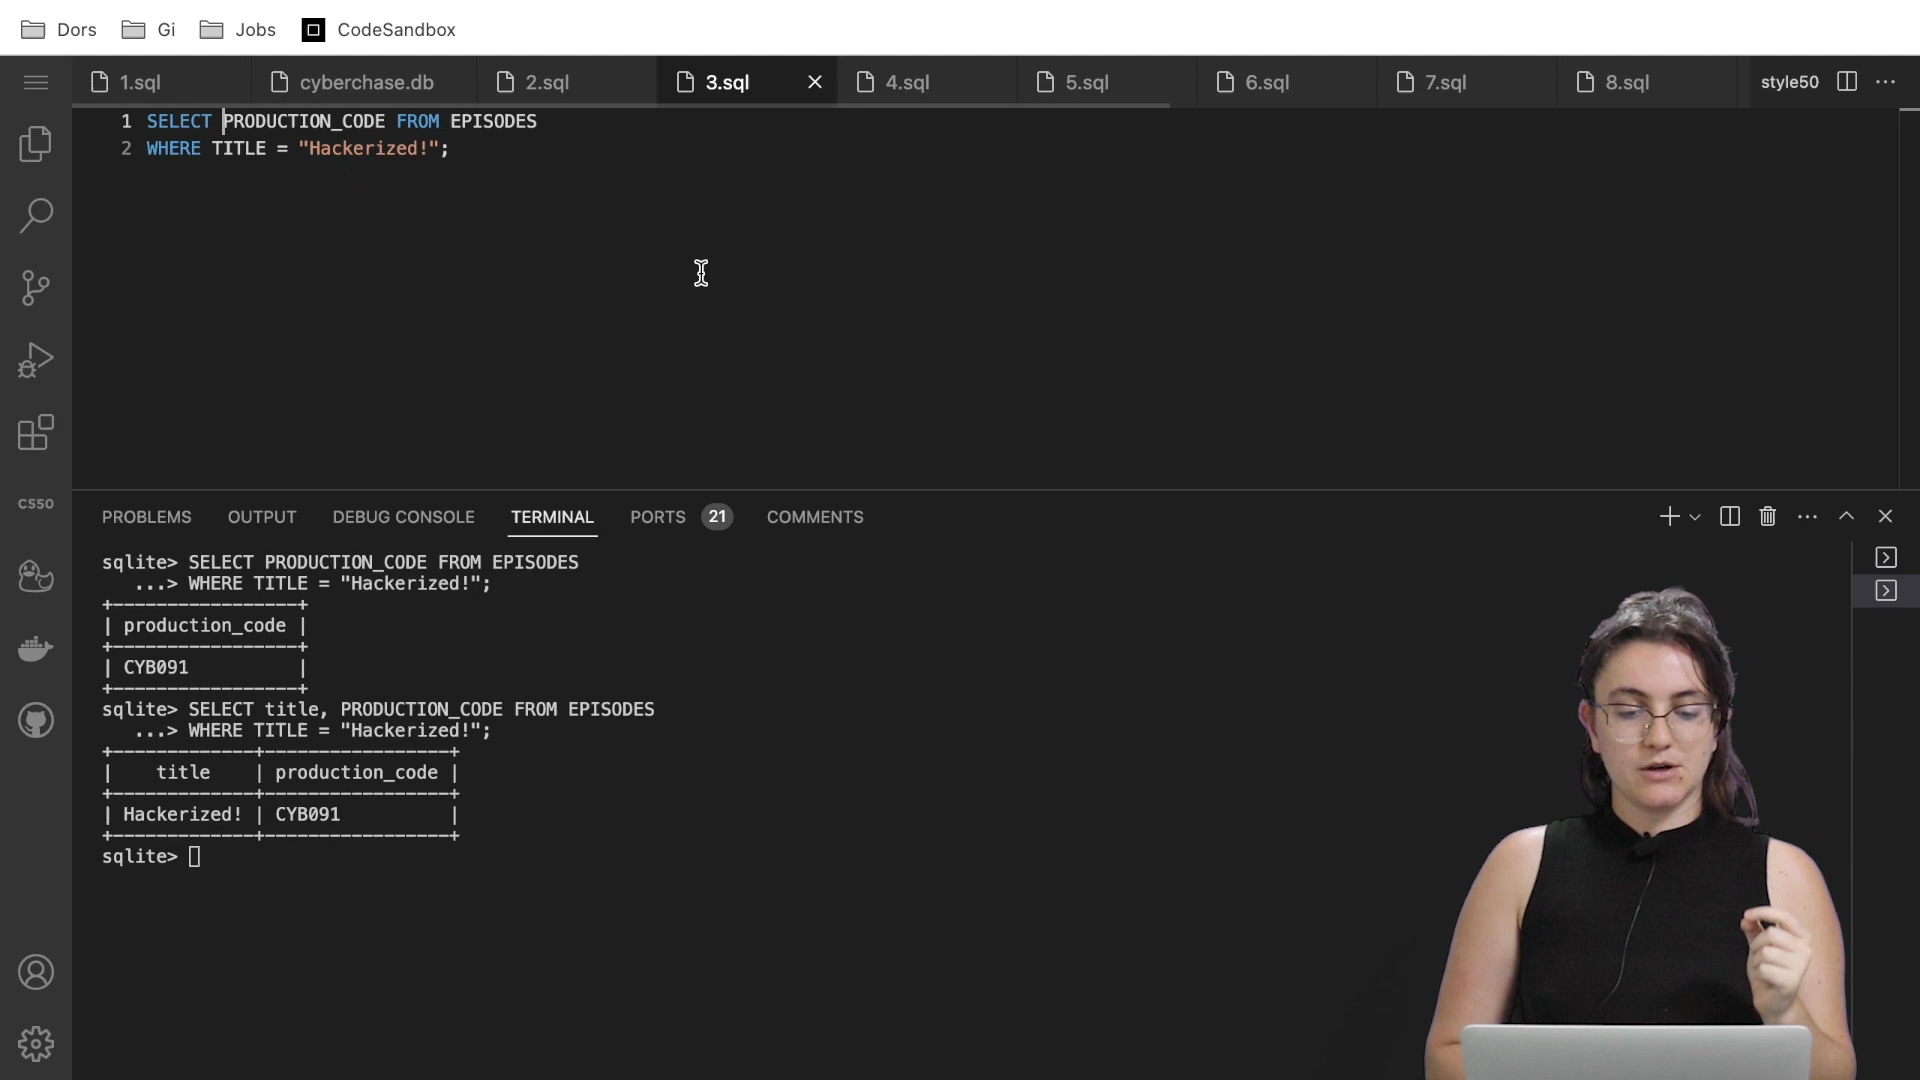 Dors Gi Jobs CodeSandbox
1.sql cyberchase.db 2.sql 3.sql 4.sql 5.sql 6.sql 7.sql 8.sql style50
1 SELECT PRODUCTION_CODE FROM EPISODES
2 WHERE TITLE = "Hackerized!";
CS50
PROBLEMS OUTPUT DEBUG CONSOLE TERMINAL PORTS 21 COMMENTS
sqlite> SELECT PRODUCTION_CODE FROM EPISODES
...> WHERE TITLE = "Hackerized!";
+-----------------+
| production_code |
+-----------------+
| CYB091          |
+-----------------+
sqlite> SELECT title, PRODUCTION_CODE FROM EPISODES
...> WHERE TITLE = "Hackerized!";
+-------------+-----------------+
|    title    | production_code |
+-------------+-----------------+
| Hackerized! | CYB091          |
+-------------+-----------------+
sqlite>